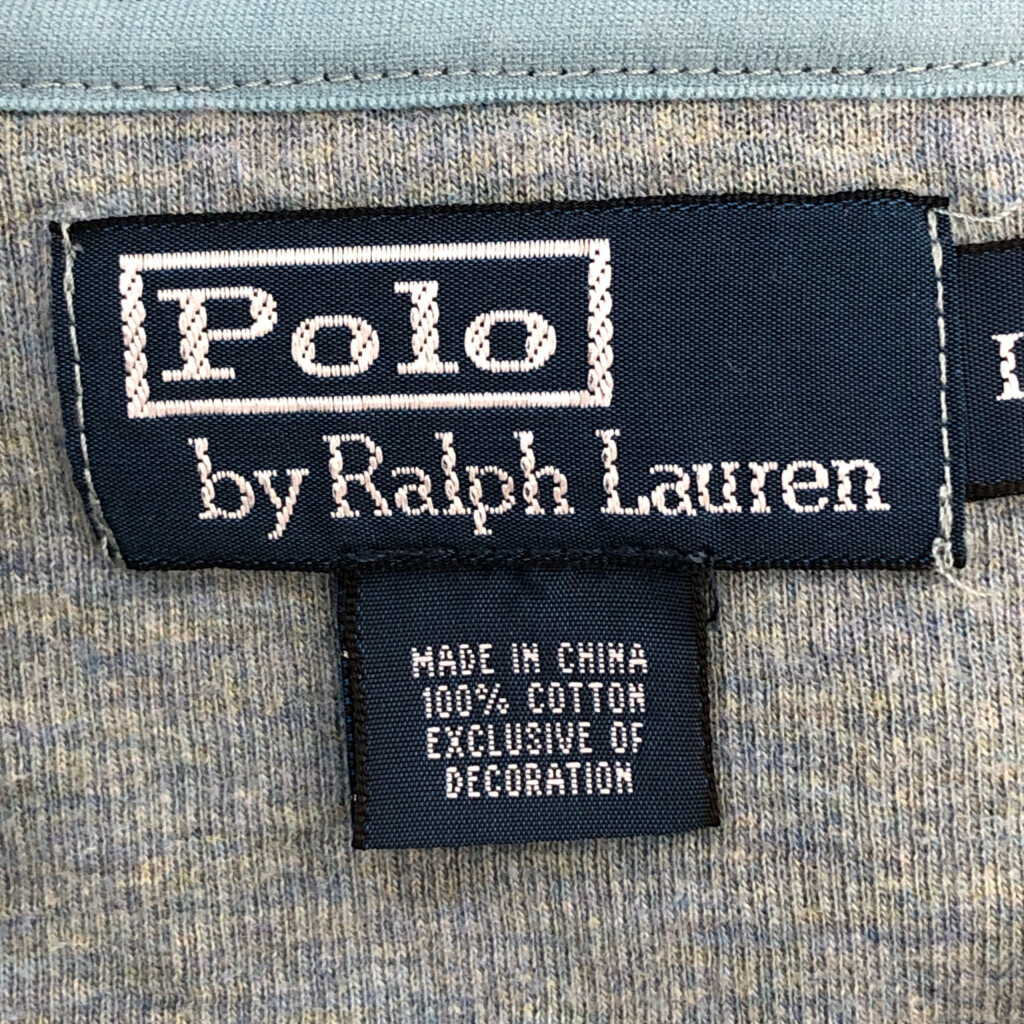 Polo
by Ralph Lauren
MADE IN CHINA
100% COTTON
EXCLUSIVE OF
DECORATION